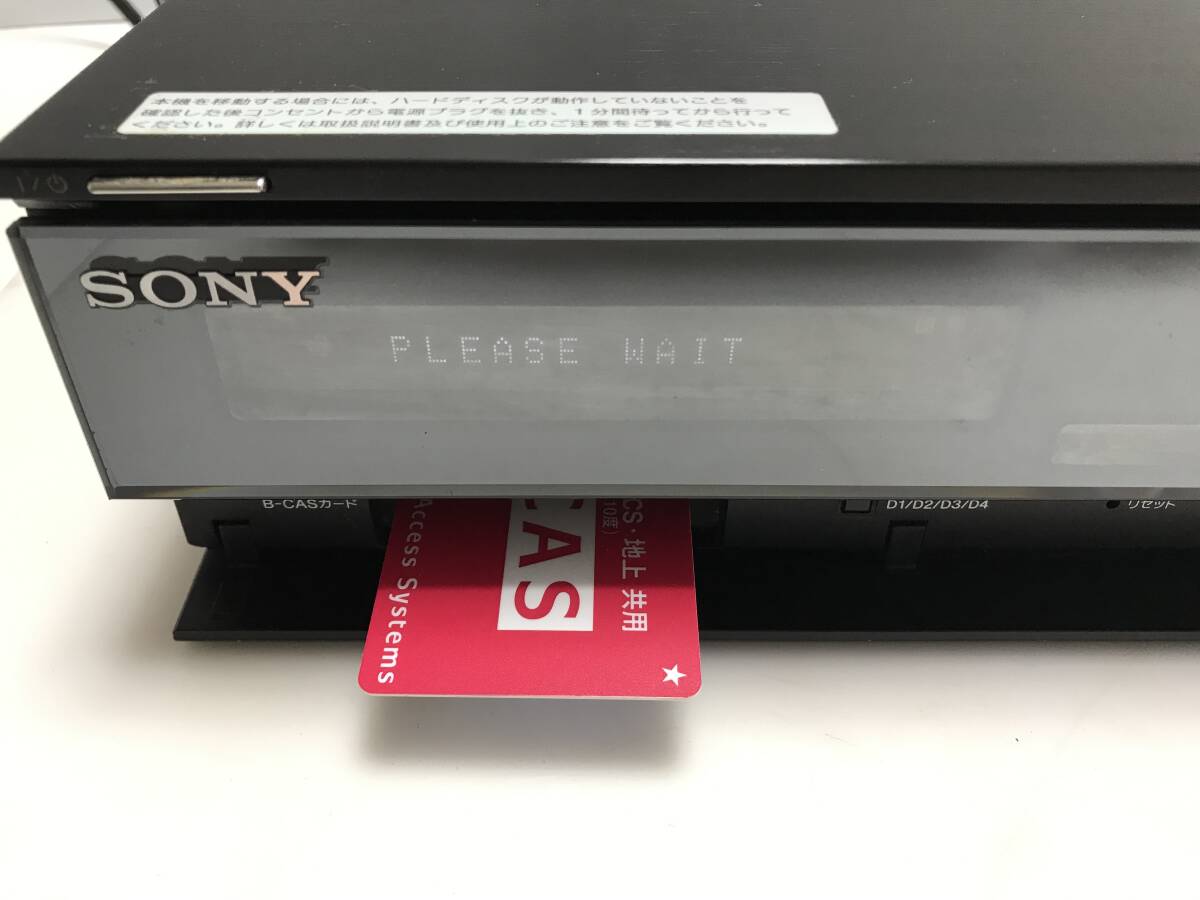 本機を移動する場合には、ハードディスクが動作していないことを
確認した後コンセントから電源プラグを抜き、1分間待ってから行って
ください。詳しくは取扱説明書及び使用上のご注意をご覧ください。
I/⏻
SONY
PLEASE WAIT
B-CASカード
D1/D2/D3/D4
リセット
CAS
Access Systems
CS・地上 共用
10度)
★